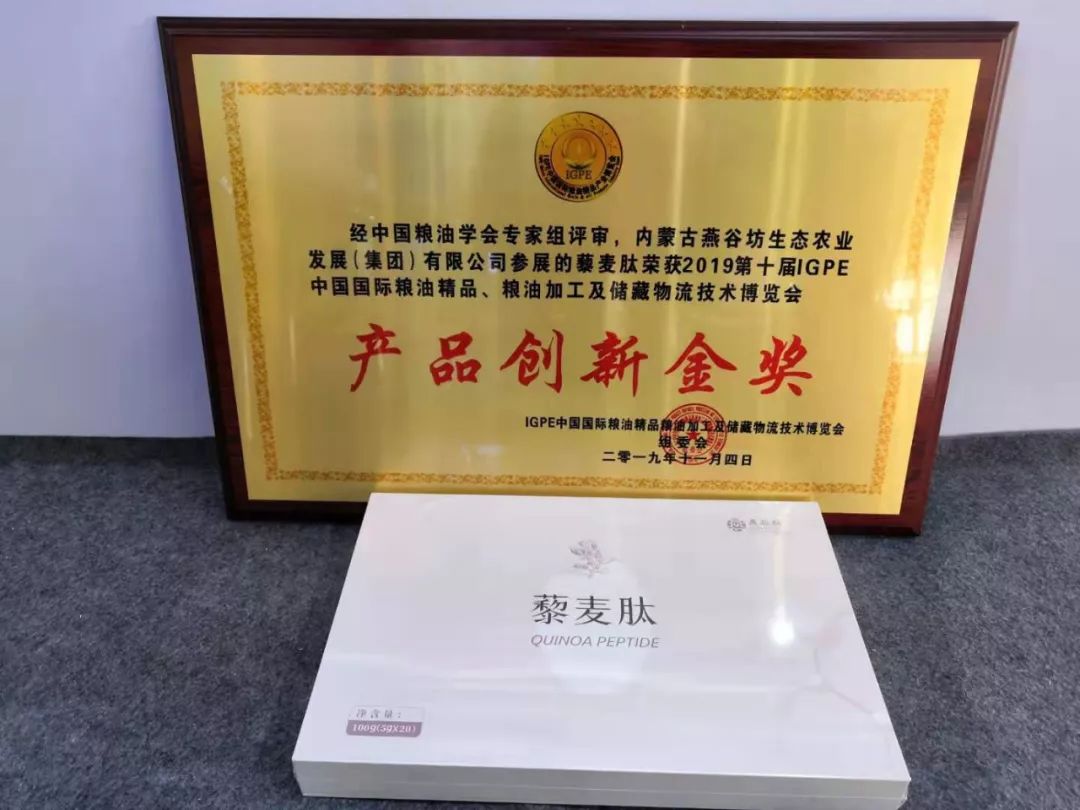 IGPE
经中国粮油学会专家组评审，内蒙古燕谷坊生态农业
发展(集团)有限公司参展的藜麦肽荣获2019第十届IGPE
中国国际粮油精品、粮油加工及储藏物流技术博览会
产品创新金奖
IGPE中国国际粮油精品粮油加工及储藏物流技术博览会
组委会
二零一九年十一月四日
燕谷坊
藜麦肽
QUINOA PEPTIDE
净含量：
100g(5gX20)